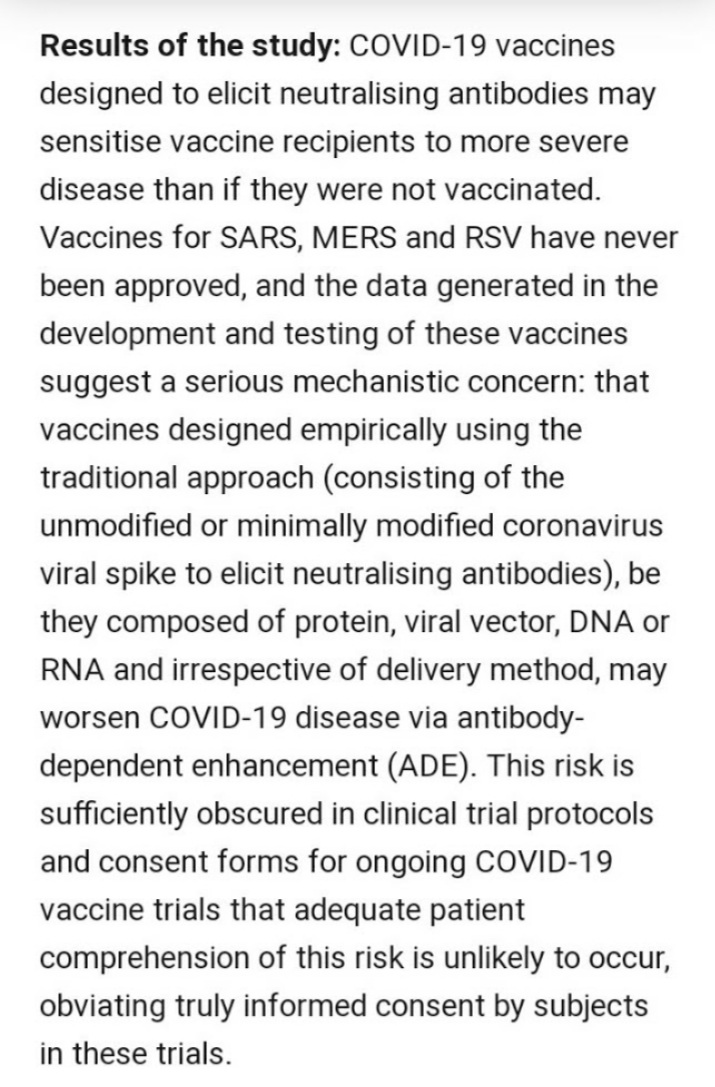 Results of the study: COVID-19 vaccines
designed to elicit neutralising antibodies may
sensitise vaccine recipients to more severe
disease than if they were not vaccinated.
Vaccines for SARS, MERS and RSV have never
been approved, and the data generated in the
development and testing of these vaccines
suggest a serious mechanistic concern: that
vaccines designed empirically using the
traditional approach (consisting of the
unmodified or minimally modified coronavirus
viral spike to elicit neutralising antibodies), be
they composed of protein, viral vector, DNA or
RNA and irrespective of delivery method, may
worsen COVID-19 disease via antibody-
dependent enhancement (ADE). This risk is
sufficiently obscured in clinical trial protocols
and consent forms for ongoing COVID-19
vaccine trials that adequate patient
comprehension of this risk is unlikely to occur,
obviating truly informed consent by subjects
in these trials.